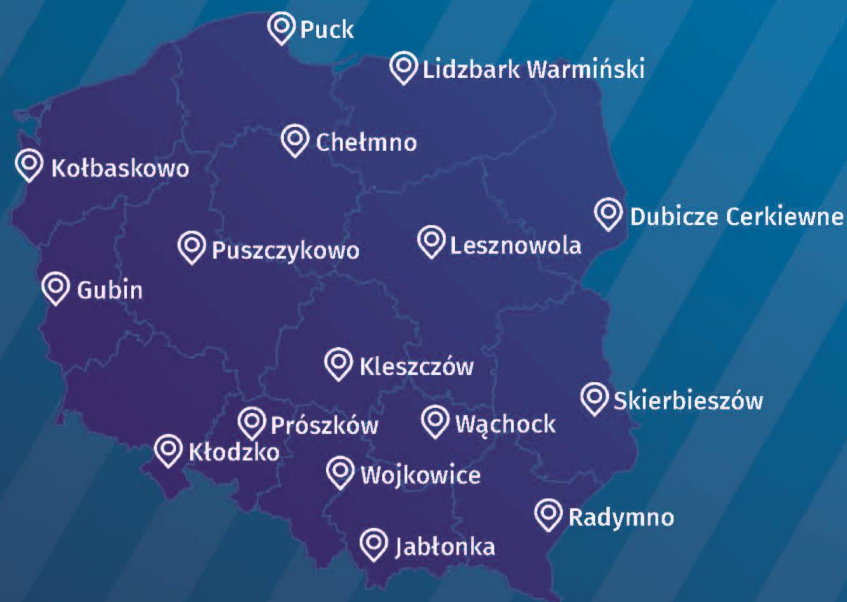 Puck
Lidzbark Warmiński
Chełmno
Kołbaskowo
Dubicze Cerkiewne
Puszczykowo
Lesznowola
Gubin
Kleszczów
Skierbieszów
Prószków
Wąchock
Kłodzko
Wojkowice
Radymno
Jabłonka